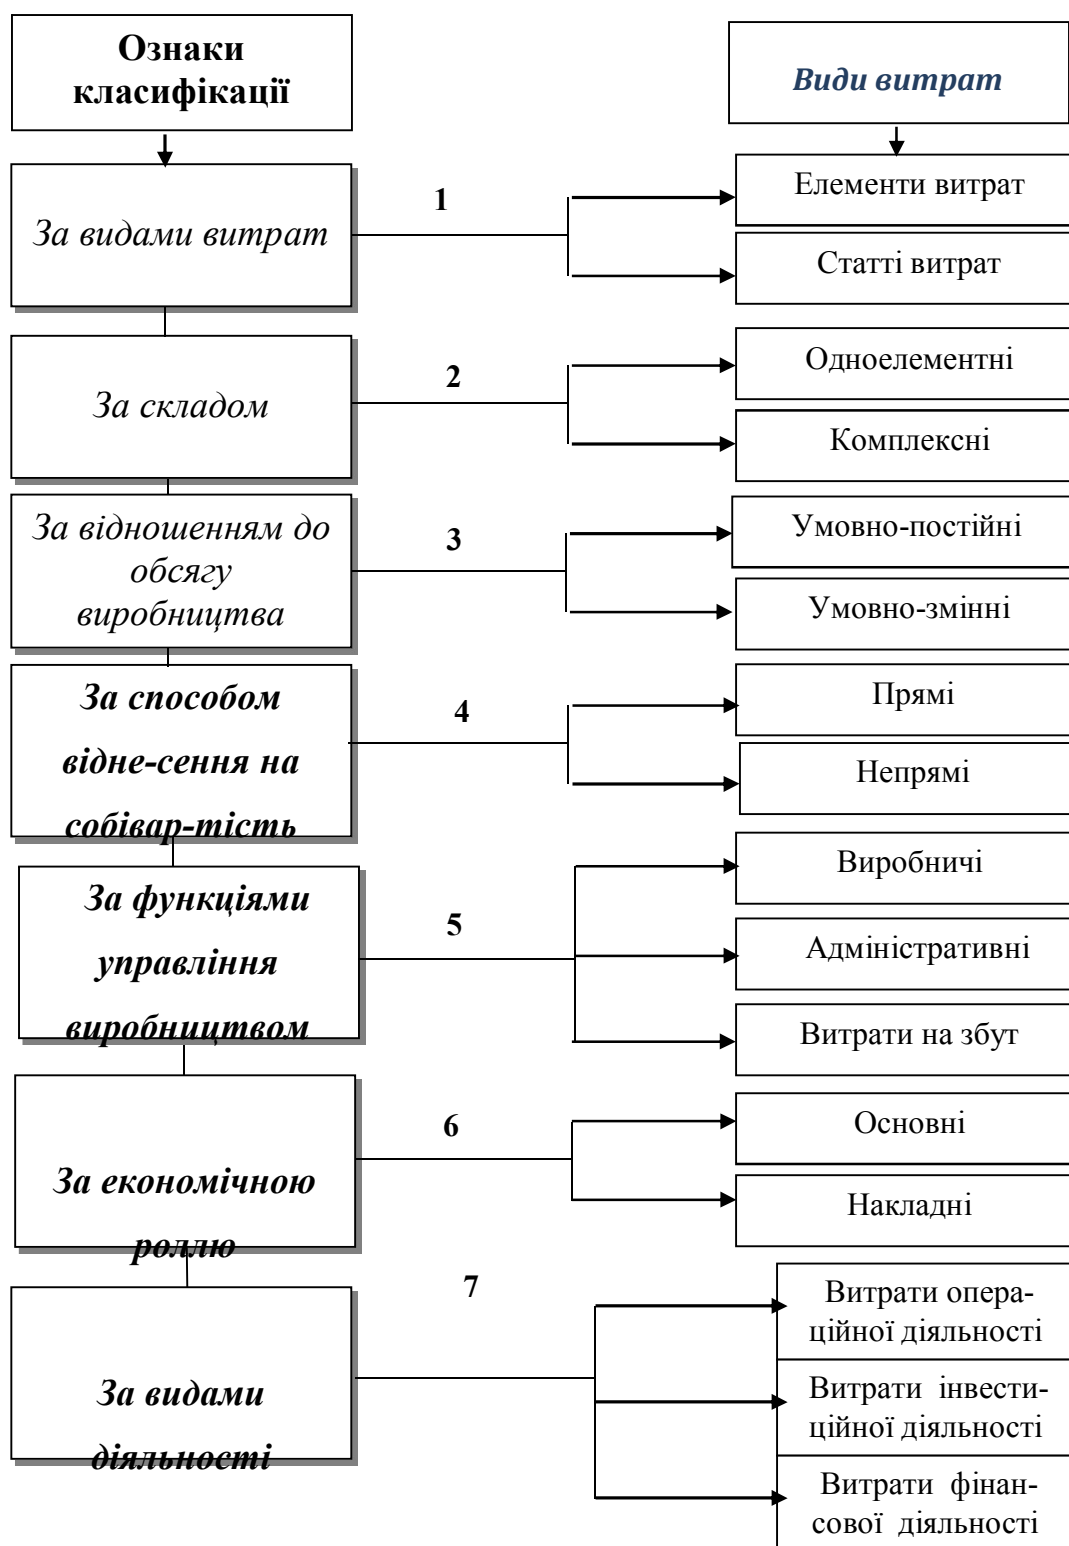 Ознаки
класифікації
Види витрат
За видами витрат
1
Елементи витрат
Статті витрат
За складом
2
Одноелементні
Комплексні
За відношенням до
обсягу
виробництва
3
Умовно-постійні
Умовно-змінні
За способом
відне-сення на
собівар-тість
4
Прямі
Непрямі
За функціями
управління
виробництвом
5
Виробничі
Адміністративні
Витрати на збут
За економічною
роллю
6
Основні
Накладні
За видами
діяльності
7
Витрати опера-
ційної діяльності
Витрати інвести-
ційної діяльності
Витрати фінан-
сової діяльності